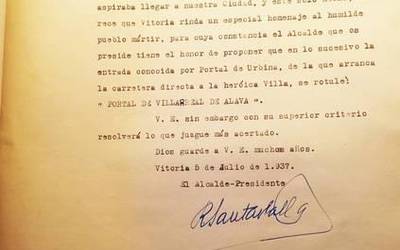 aspiraba llegar a nuestra Ciudad, y este solo
rece que Vitoria rinda un especial homenaje al humilde
pueblo mártir, para cuya constancia el Alcalde que os
preside tiene el honor de proponer que en lo sucesivo la
entrada conocida por Portal de Urbina, de la que arranca
la carretera directa a la heróica Villa, se rotule:
" PORTAL DE VILLARREAL DE ALAVA ".
V. E. sin embargo con su superior criterio
resolverá lo que juzgue más acertado.
Dios guarde a V. E. muchos años.
Vitoria 5 de Julio de 1.937.
El Alcalde-Presidente